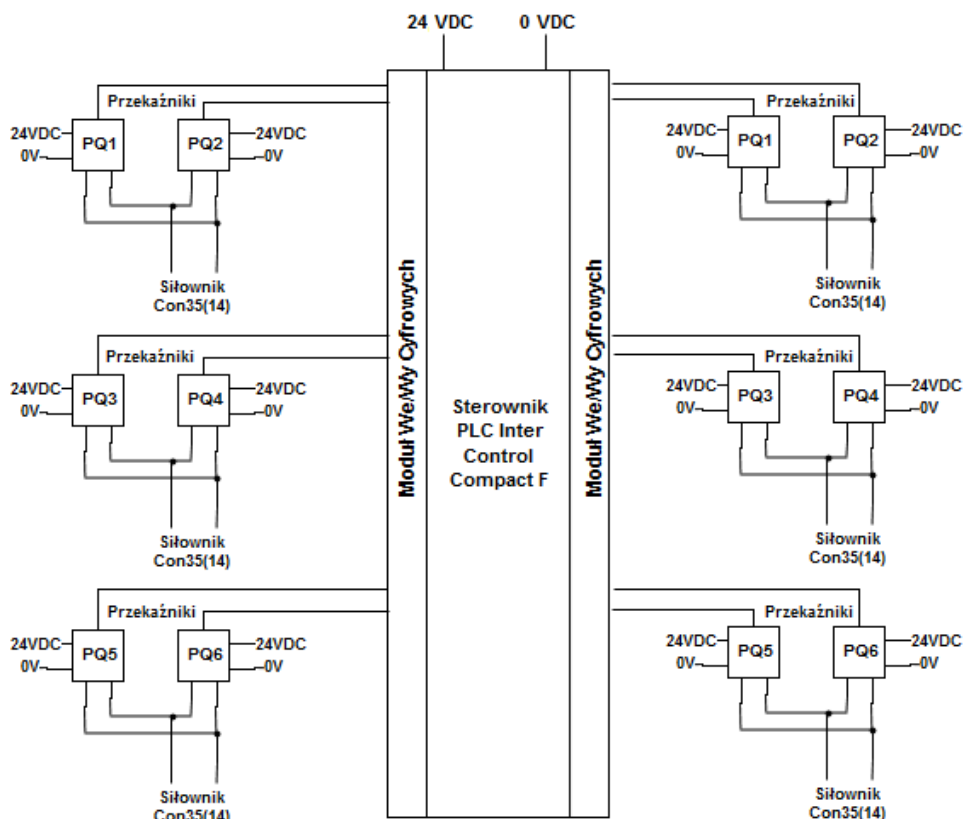 24 VDC 0 VDC
Przekaźniki
24VDC
0V
PQ1
PQ2
24VDC
0V
Siłownik
Con35(14)
Przekaźniki
24VDC
0V
PQ3
PQ4
24VDC
0V
Siłownik
Con35(14)
Przekaźniki
24VDC
0V
PQ5
PQ6
24VDC
0V
Siłownik
Con35(14)
Moduł We/Wy Cyfrowych
Sterownik
PLC Inter
Control
Compact F
Moduł We/Wy Cyfrowych
Przekaźniki
24VDC
0V
PQ1
PQ2
24VDC
0V
Siłownik
Con35(14)
Przekaźniki
24VDC
0V
PQ3
PQ4
24VDC
0V
Siłownik
Con35(14)
Przekaźniki
24VDC
0V
PQ5
PQ6
24VDC
0V
Siłownik
Con35(14)